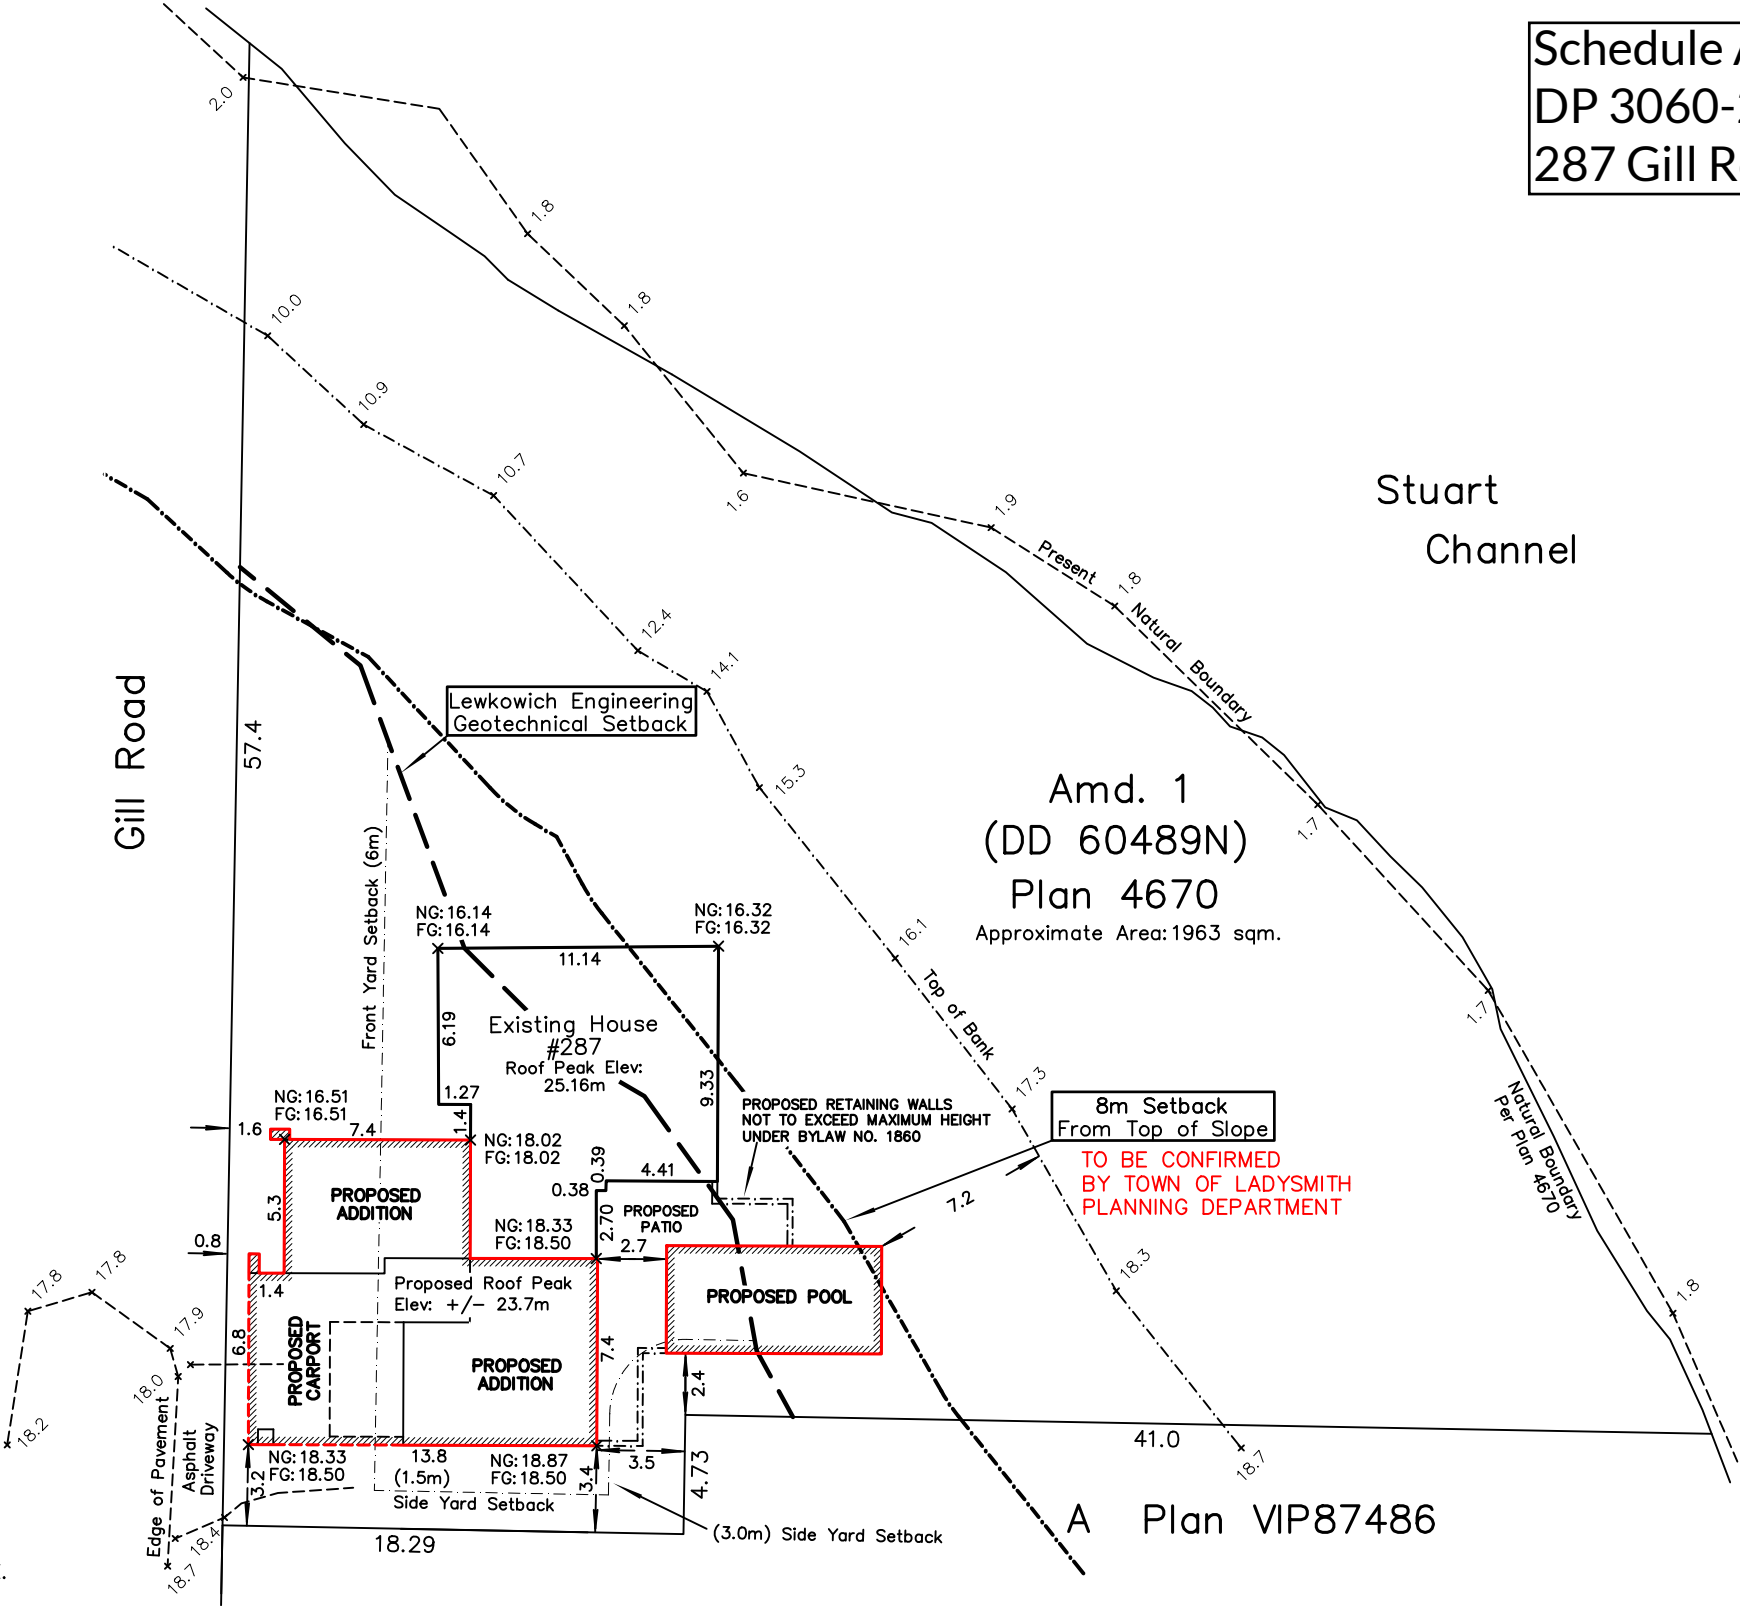 Schedule A
DP 3060-
287 Gill R
2.0
1.8
1.8
10.0
10.9
10.7
1.6
1.9
Stuart
Channel
Present
Natural
Boundary
1.8
12.4
14.1
Gill Road
57.4
Lewkowich Engineering
Geotechnical Setback
15.3
Amd. 1
(DD 60489N)
Plan 4670
Approximate Area: 1963 sqm.
1.7
Front Yard Setback (6m)
NG: 16.14
FG: 16.14
NG: 16.32
FG: 16.32
11.14
16.1
Top of Bank
1.7
6.19
Existing House
#287
Roof Peak Elev:
25.16m
9.33
1.27
1.4
17.3
PROPOSED RETAINING WALLS
NOT TO EXCEED MAXIMUM HEIGHT
UNDER BYLAW NO. 1860
8m Setback
From Top of Slope
TO BE CONFIRMED
BY TOWN OF LADYSMITH
PLANNING DEPARTMENT
Natural Boundary
Per Plan 4670
NG: 16.51
FG: 16.51
1.6
7.4
NG: 18.02
FG: 18.02
0.39
4.41
0.38
7.2
5.3
PROPOSED
ADDITION
2.70
PROPOSED
PATIO
NG: 18.33
FG: 18.50
2.7
0.8
18.3
1.8
17.8
17.8
17.9
1.4
Proposed Roof Peak
Elev: +/- 23.7m
PROPOSED POOL
6.8
PROPOSED
CARPORT
7.4
PROPOSED
ADDITION
2.4
18.0
18.2
Edge of Pavement
Asphalt
Driveway
41.0
18.7
NG: 18.33
FG: 18.50
13.8
(1.5m)
Side Yard Setback
NG: 18.87
FG: 18.50
3.2
3.4
3.5
4.73
18.4
18.7
18.29
(3.0m) Side Yard Setback
A Plan VIP87486